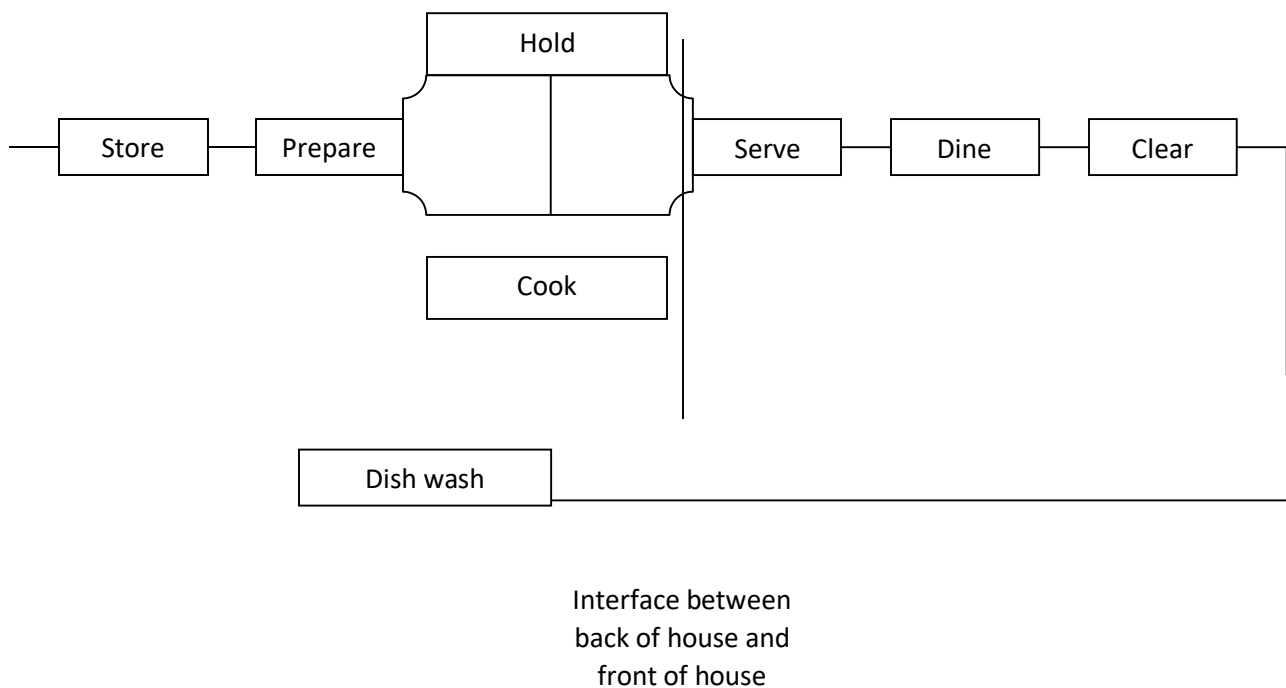 Hold
Store
Prepare
Serve
Dine
Clear
Cook
Dish wash
Interface between
back of house and
front of house